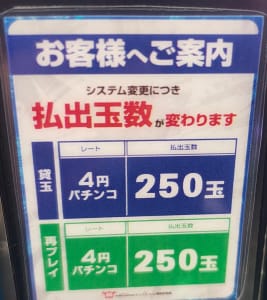 お客様へご案内
システム変更につき
払出玉数が変わります
貸玉
レート 払出玉数
4円パチンコ 250玉
再プレイ
レート 払出玉数
4円パチンコ 250玉